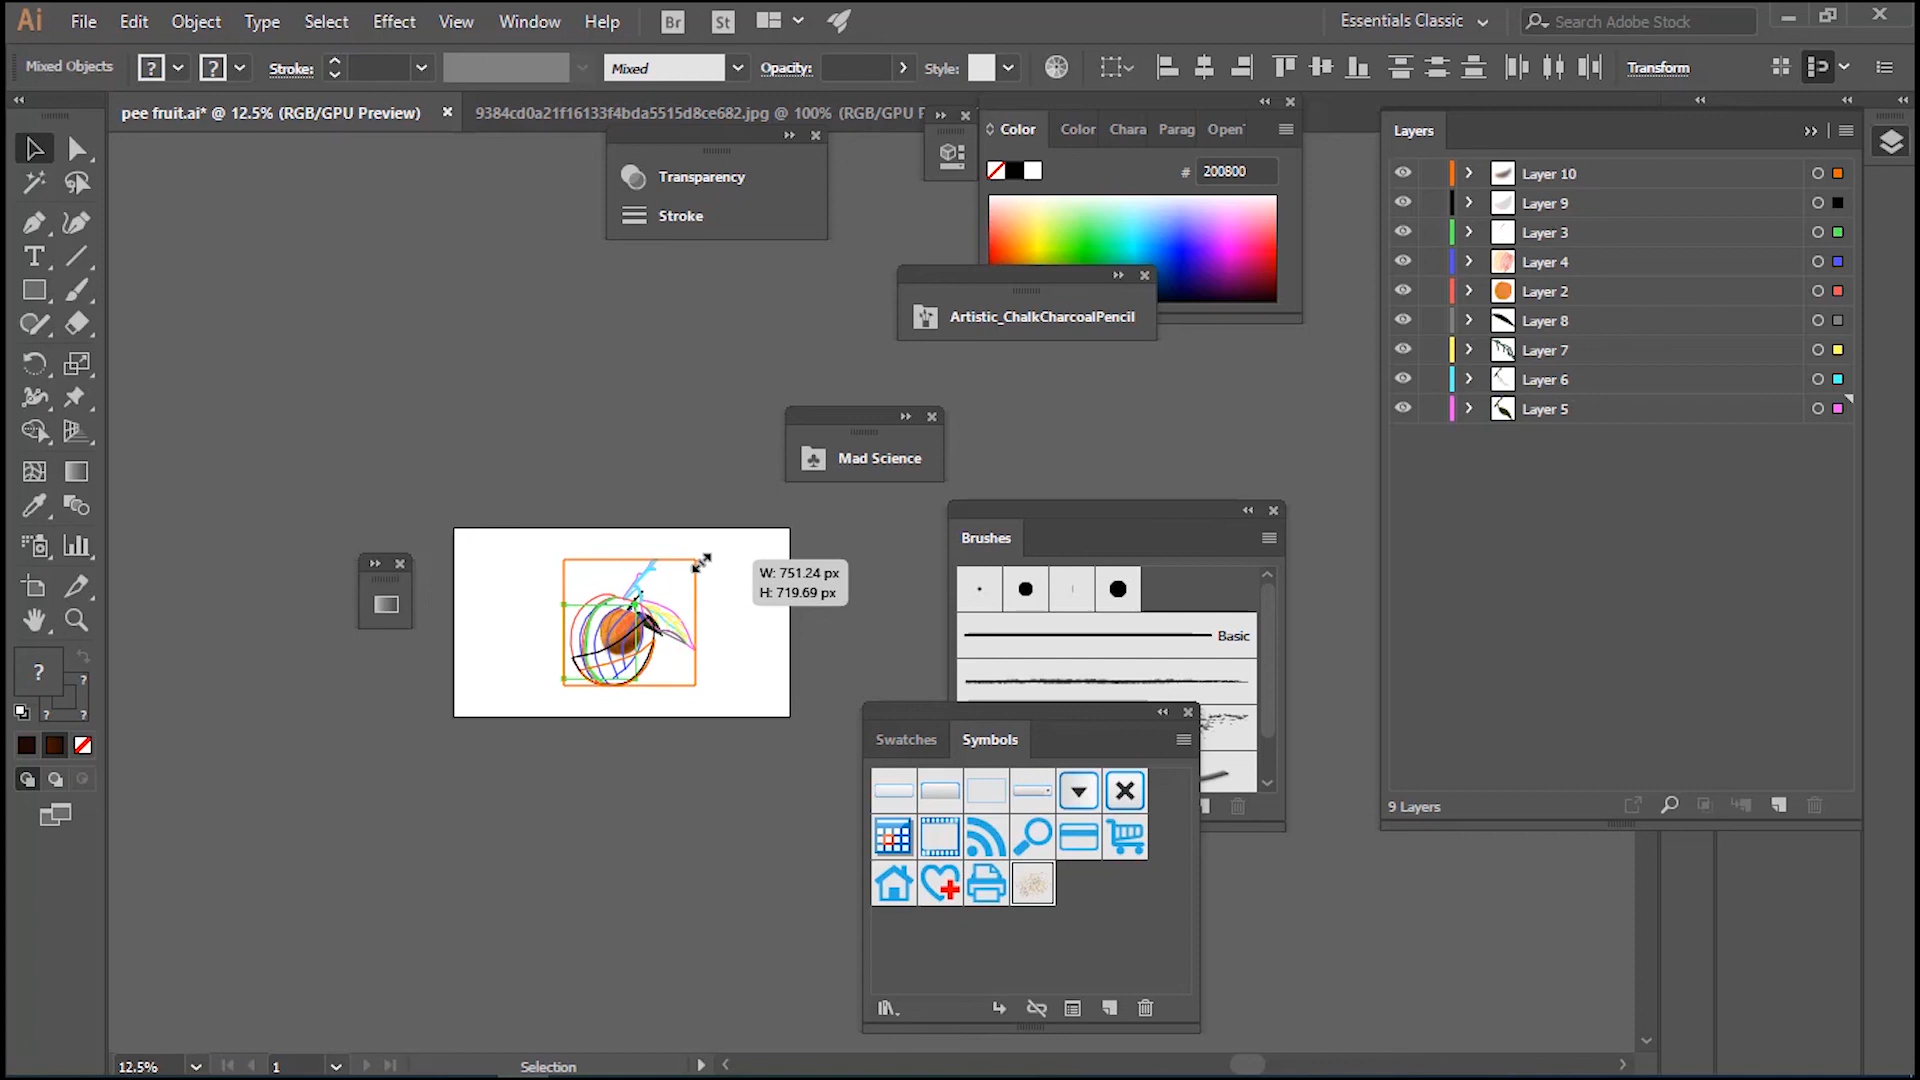 Ai File Edit Object Type Select Effect View Window Help Br St Essentials Classic Search Adobe Stock
Mixed Objects ? ? Stroke: Mixed Opacity: Style: Transform
pee fruit.ai* @ 12.5% (RGB/GPU Preview) 9384cd0a21f16133f4bda5515d8ce682.jpg @ 100% (RGB/GPU P
Transparency
Stroke
Color Color Chara Parag Open
# 200800
Artistic_ChalkCharcoalPencil
Mad Science
W: 751.24 px
H: 719.69 px
Brushes
Basic
Swatches Symbols
Layers
Layer 10
Layer 9
Layer 3
Layer 4
Layer 2
Layer 8
Layer 7
Layer 6
Layer 5
9 Layers
?
?
? ?
12.5% 1 Selection